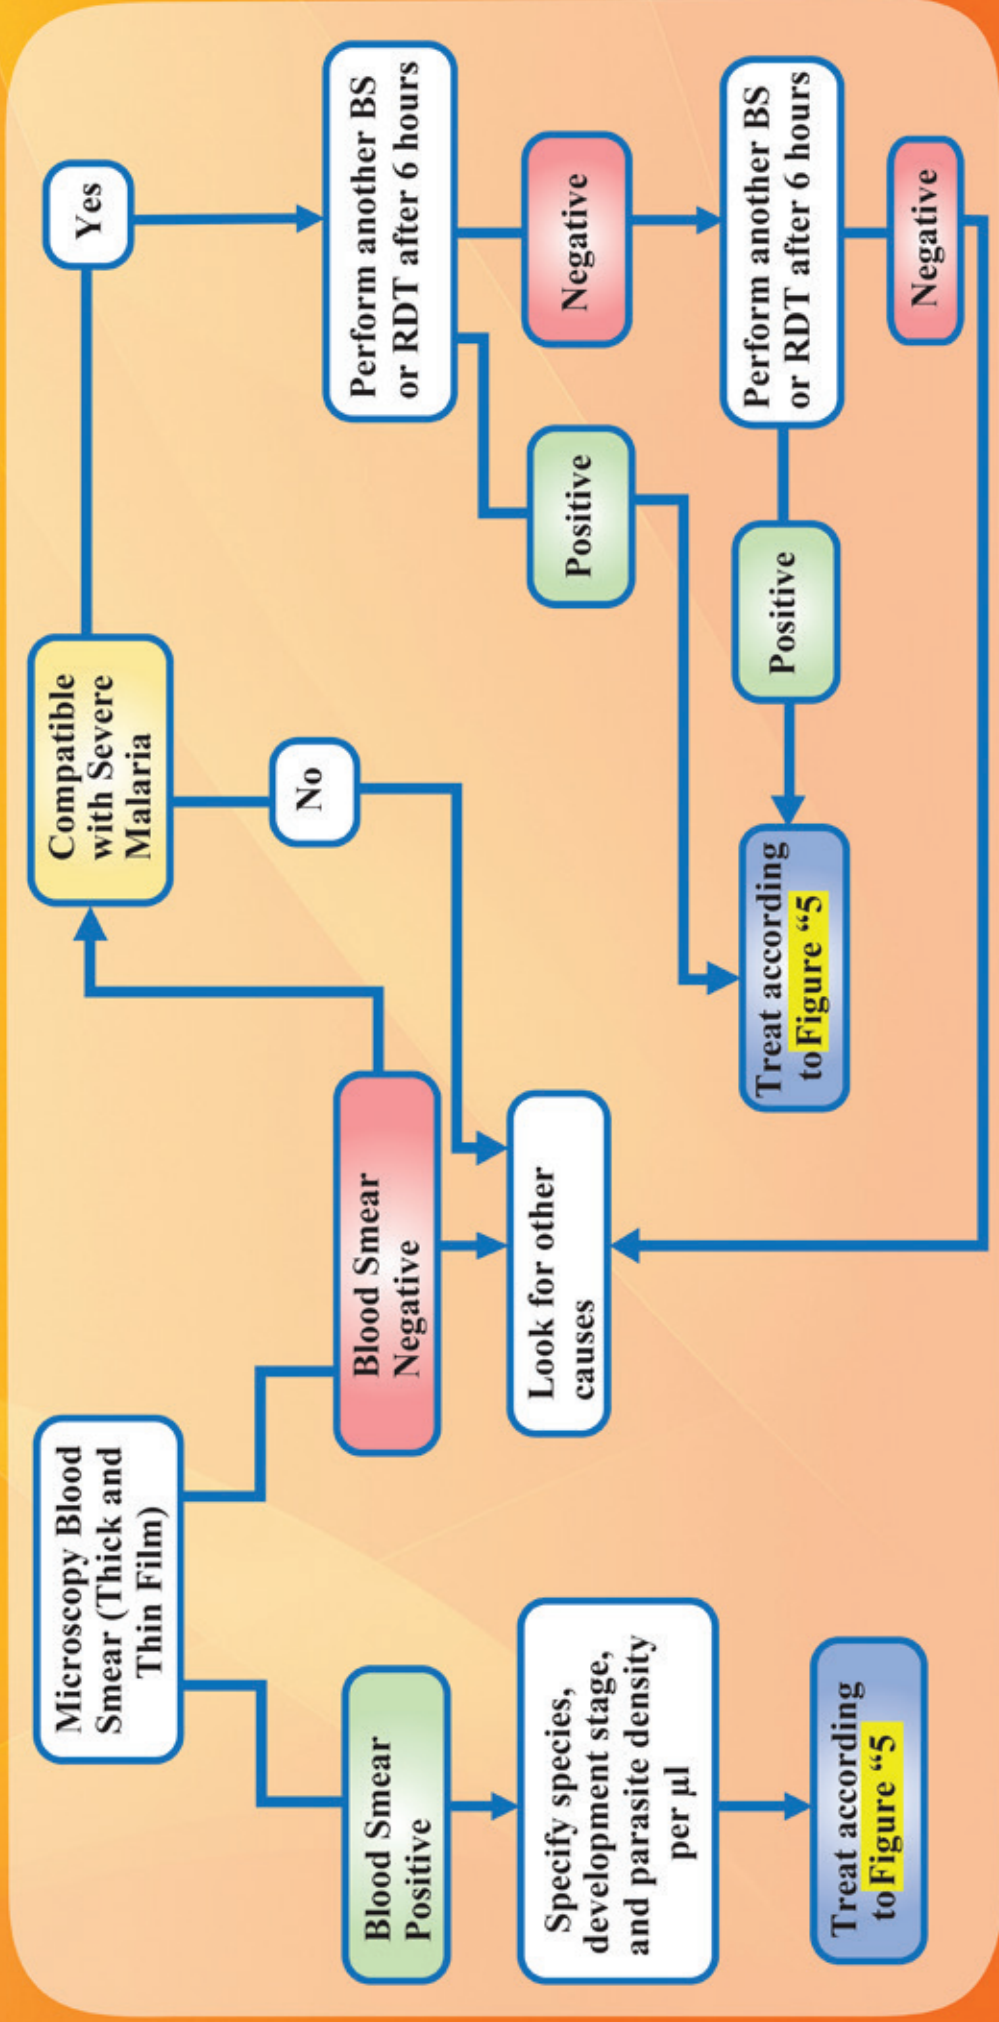 Microscopy Blood
Smear (Thick and
Thin Film)
Blood Smear
Positive
Specify species,
development stage,
and parasite density
per µl
Treat according
toFigure “5
Blood Smear
Negative
Look for other
causes
Compatible
with Severe
Malaria
No
Yes
Perform another BS
or RDT after 6 hours
Positive
Negative
Perform another BS
or RDT after 6 hours
Positive
Negative
Treat according
toFigure “5